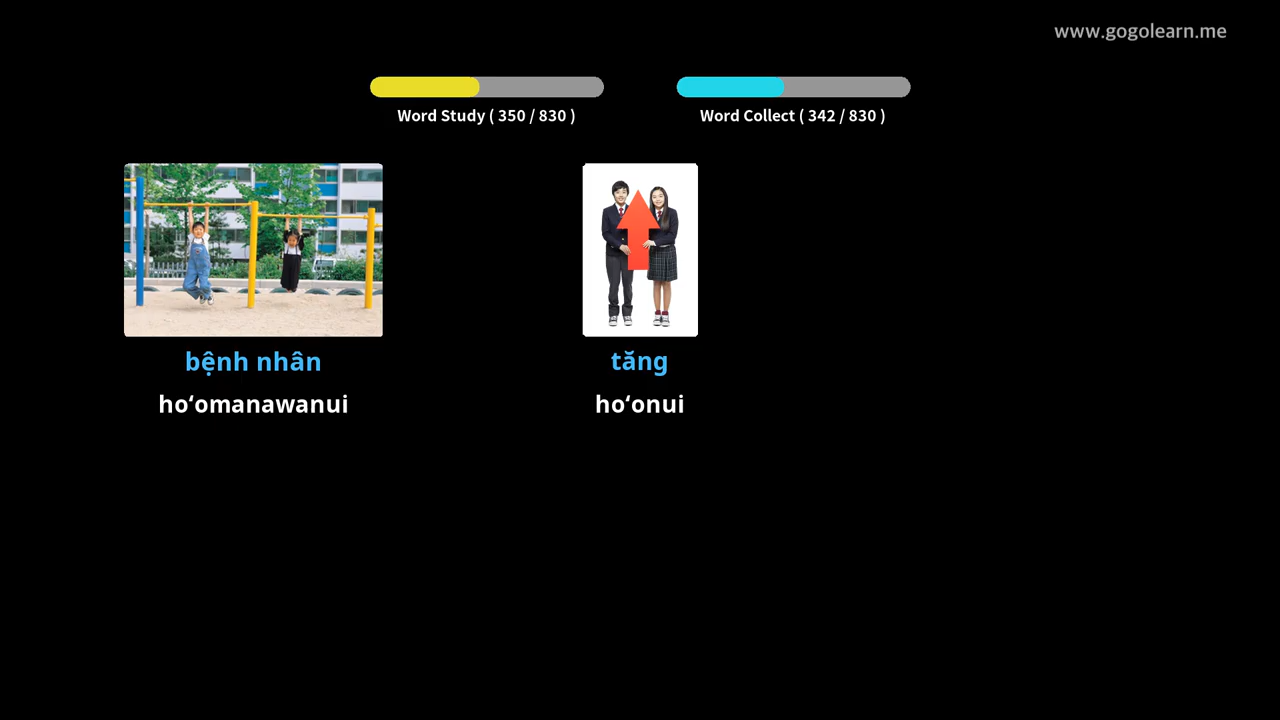 www.gogolearn.me
Word Study ( 350 / 830 )
Word Collect ( 342 / 830 )
bệnh nhân
hoʻomanawanui
tăng
hoʻonui